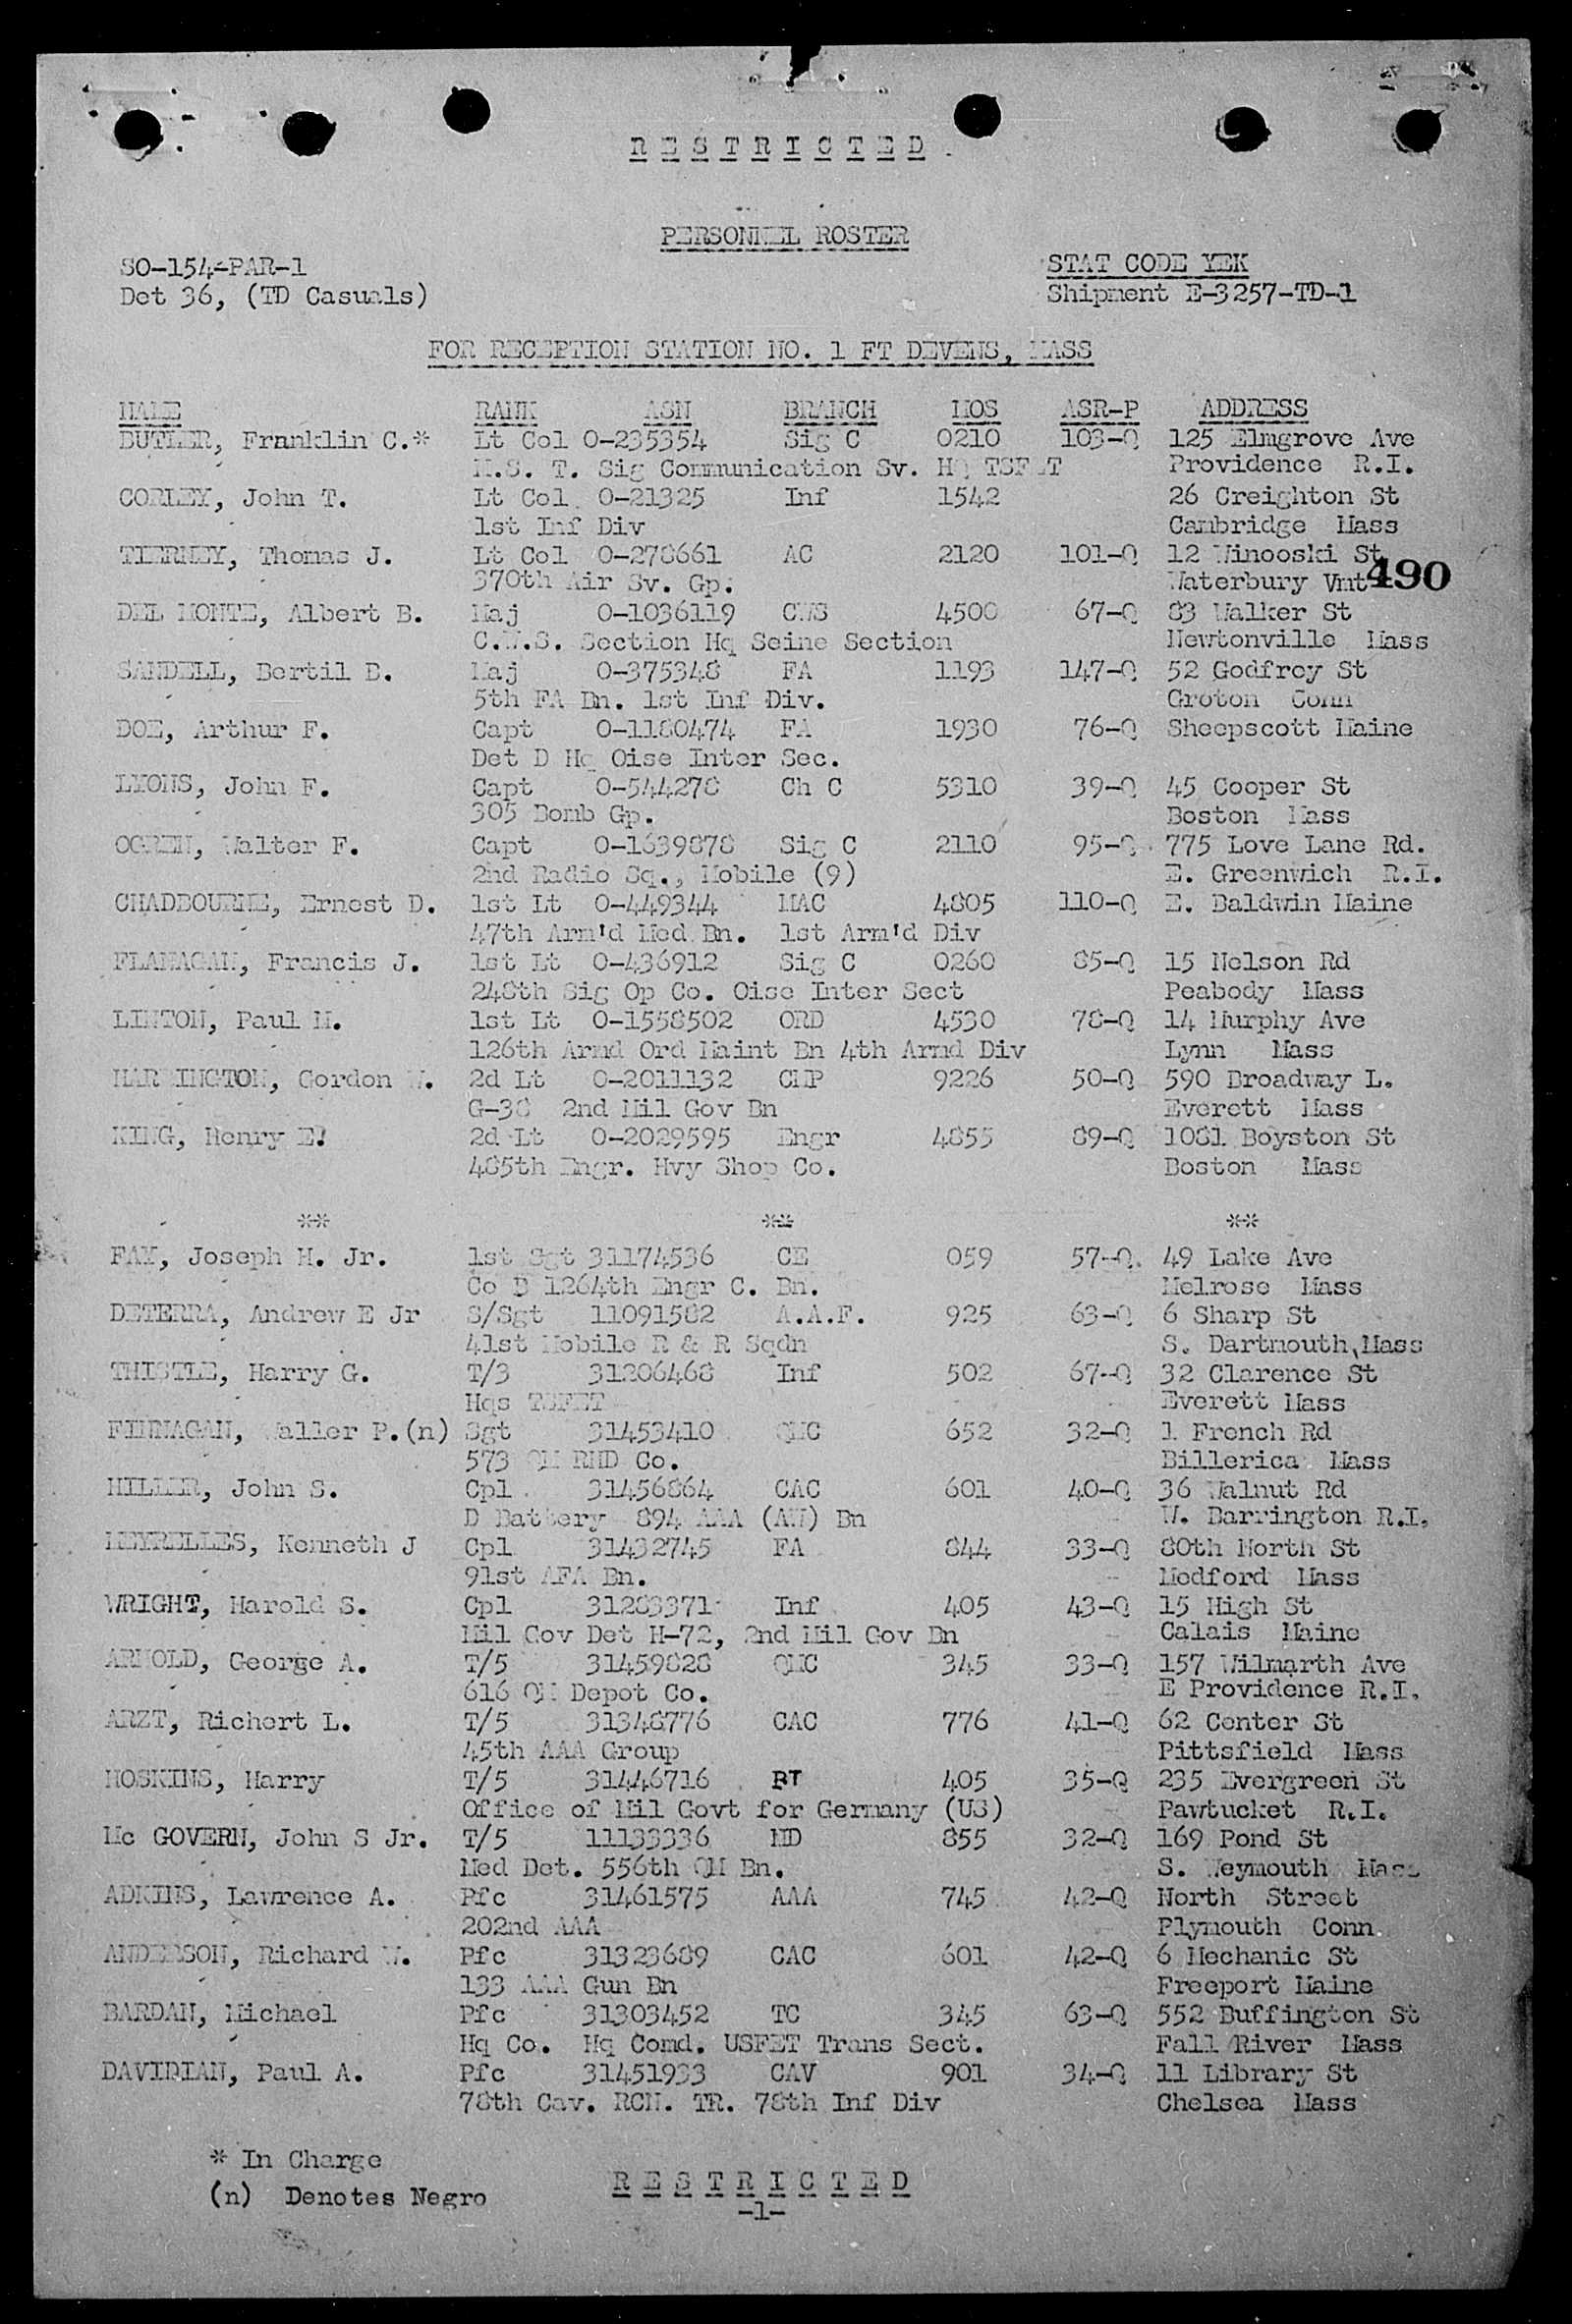 RESTRICTED
PERSONNEL ROSTER
SO-154-PAR-1
Det 36, (TD Casuals)
STAT CODE YEK
Shipment E-3257-TD-1
FOR RECEPTION STATION NO. 1 FT DEVENS, MASS
NAME RANK ASN BRANCH MOS ASR-P ADDRESS
BUTLER, Franklin C.* Lt Col 0-235354 Sig C 0210 103-Q 125 Elmgrove Ave
M.S. T. Sig Communication Sv. HQ TSFET Providence R.I.
CORLEY, John T. Lt Col. 0-21325 Inf 1542 26 Creighton St
1st Inf Div Cambridge Mass
TIERNEY, Thomas J. Lt Col 0-278661 AC 2120 101-Q 12 Winooski St
370th Air Sv. Gp. Waterbury Vmt
490
DEL MONTE, Albert B. Maj 0-1036119 CWS 4500 67-Q 83 Walker St
C.W.S. Section Hq Seine Section Newtonville Mass
SANDELL, Bertil B. Maj 0-375348 FA 1193 147-Q 52 Godfrey St
5th FA Bn. 1st Inf Div. Groton Conn
DOE, Arthur F. Capt 0-1180474 FA 1930 76-Q Sheepscott Maine
Det D Hq Oise Inter Sec.
LYONS, John F. Capt 0-544278 Ch C 5310 39-Q 45 Cooper St
305 Bomb Gp. Boston Mass
OGREN, Walter F. Capt 0-1639878 Sig C 2110 95-Q 775 Love Lane Rd.
2nd Radio Sq., Mobile (9) E. Greenwich R.I.
CHADBOURNE, Ernest D. 1st Lt 0-449344 MAC 4805 110-Q E. Baldwin Maine
47th Arm'd Med. Bn. 1st Arm'd Div
FLANAGAN, Francis J. 1st Lt 0-436912 Sig C 0260 85-Q 15 Nelson Rd
248th Sig Op Co. Oise Inter Sect Peabody Mass
LINTON, Paul M. 1st Lt 0-1558502 ORD 4530 78-Q 14 Murphy Ave
126th Armd Ord Maint Bn 4th Armd Div Lynn Mass
HARRINGTON, Gordon W. 2d Lt 0-2011132 CMP 9226 50-Q 590 Broadway L.
G-38 2nd Mil Gov Bn Everett Mass
KING, Henry E. 2d Lt 0-2029595 Engr 4855 89-Q 1081 Boyston St
485th Engr. Hvy Shop Co. Boston Mass
** ** **
FAY, Joseph H. Jr. 1st Sgt 31174536 CE 059 57-Q. 49 Lake Ave
Co B 1264th Engr C. Bn. Melrose Mass
DETERRA, Andrew E Jr S/Sgt 11091582 A.A.F. 925 63-Q 6 Sharp St
41st Mobile R & R Sqdn S. Dartmouth, Mass
THISTLE, Harry G. T/3 31206468 Inf 502 67-Q 32 Clarence St
Hqs TSFET Everett Mass
FINNAGAN, Waller P.(n) Sgt 31453410 QMC 652 32-Q 1 French Rd
573 QM RHD Co. Billerica Mass
HILLER, John S. Cpl. 31456864 CAC 601 40-Q 36 Walnut Rd
D Battery 894 AAA (AW) Bn W. Barrington R.I.
MEYRELLES, Kenneth J Cpl 31432745 FA 844 33-Q 80th North St
91st AFA Bn. Medford Mass
WRIGHT, Harold S. Cpl 31283371 Inf 405 43-Q 15 High St
Mil Gov Det H-72, 2nd Mil Gov Bn Calais Maine
ARNOLD, George A. T/5 31459828 QMC 345 33-Q 157 Wilmarth Ave
616 QM Depot Co. E Providence R.I.
ARZT, Richert L. T/5 31348776 CAC 776 41-Q 62 Center St
45th AAA Group Pittsfield Mass
HOSKINS, Harry T/5 31446716 BT 405 35-Q 235 Evergreen St
Office of Mil Govt for Germany (US) Pawtucket R.I.
Mc GOVERN, John S Jr. T/5 11133336 MD 855 32-Q 169 Pond St
Med Det. 556th QM Bn. S. Weymouth Mass
ADKINS, Lawrence A. Pfc 31461575 AAA 745 42-Q North Street
202nd AAA Plymouth Conn.
ANDERSON, Richard W. Pfc 31323689 CAC 601 42-Q 6 Mechanic St
133 AAA Gun Bn Freeport Maine
BARDAN, Michael Pfc 31303452 TC 345 63-Q 552 Buffington St
Hq Co. Hq Comd. USFET Trans Sect. Fall River Mass
DAVIDIAN, Paul A. Pfc 31451933 CAV 901 34-Q 11 Library St
78th Cav. RCN. TR. 78th Inf Div Chelsea Mass
* In Charge
(n) Denotes Negro
RESTRICTED
-1-